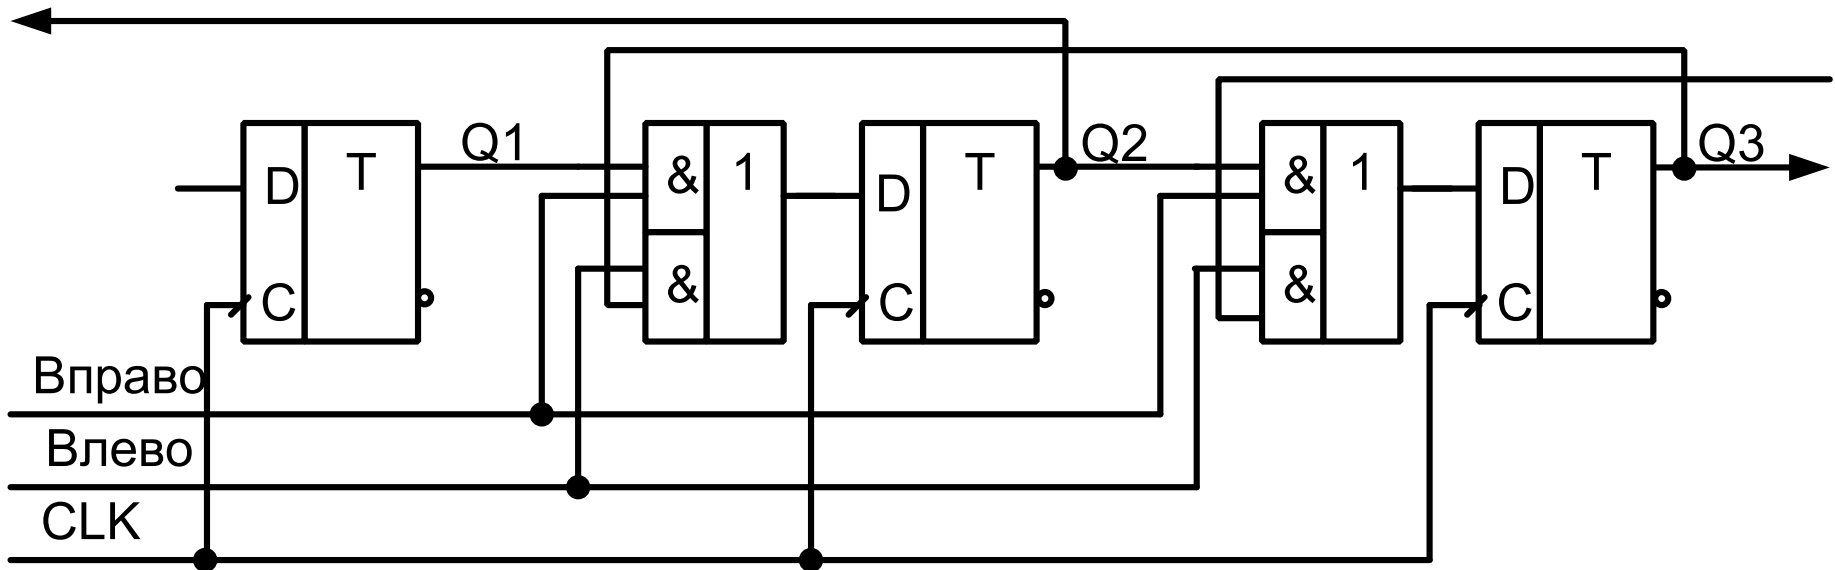 Q1 Q2 Q3
D T & 1 D T & 1 D T
C & C & C
Вправо
Влево
CLK